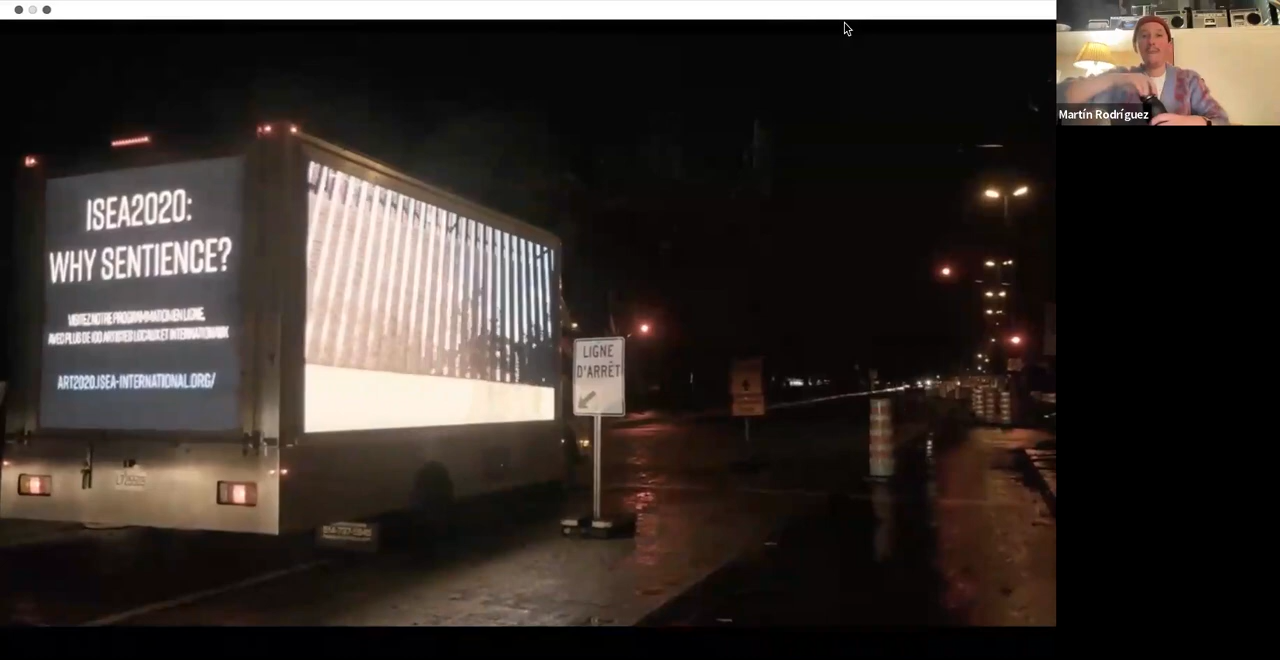 ISEA2020:
WHY SENTIENCE?
VISITEZ NOTRE PROGRAMMATION EN LIGNE,
AVEC PLUS DE 100 ARTISTES LOCAUX ET INTERNATIONAUX
ART2020.ISEA-INTERNATIONAL.ORG/
LIGNE
D'ARRÊT
Martín Rodríguez